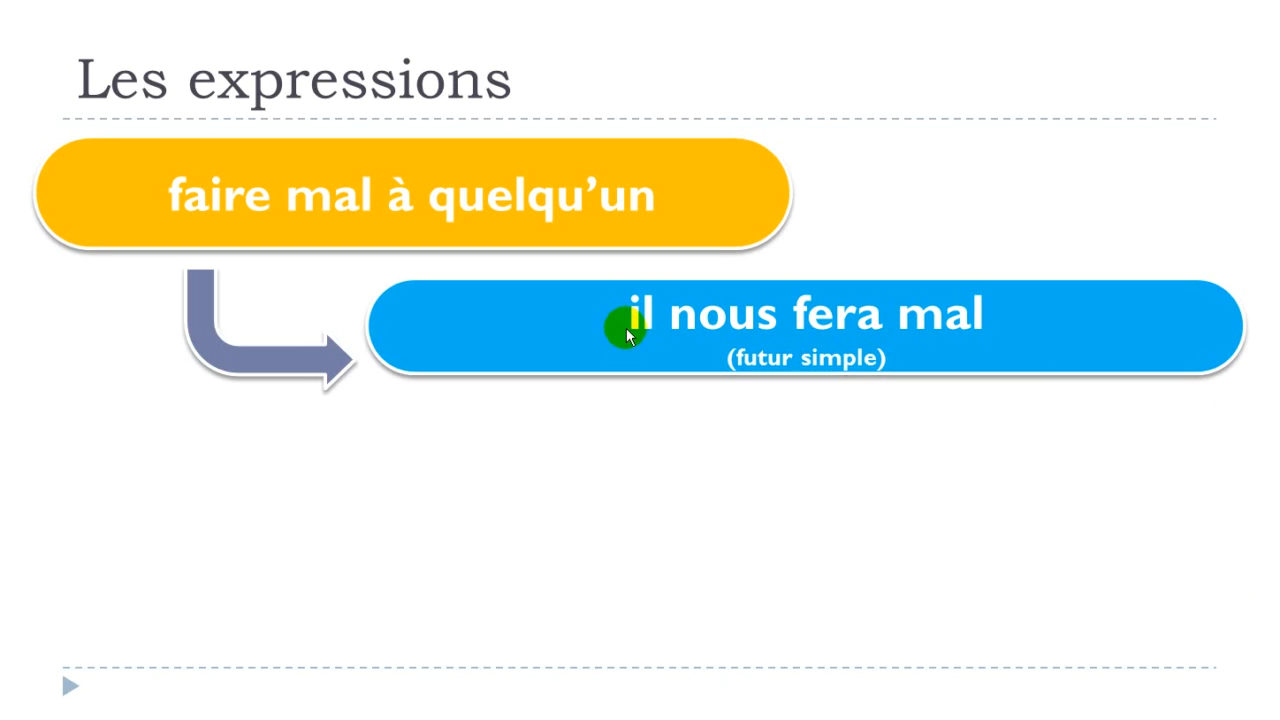 Les expressions
faire mal à quelqu’un
il nous fera mal
(futur simple)